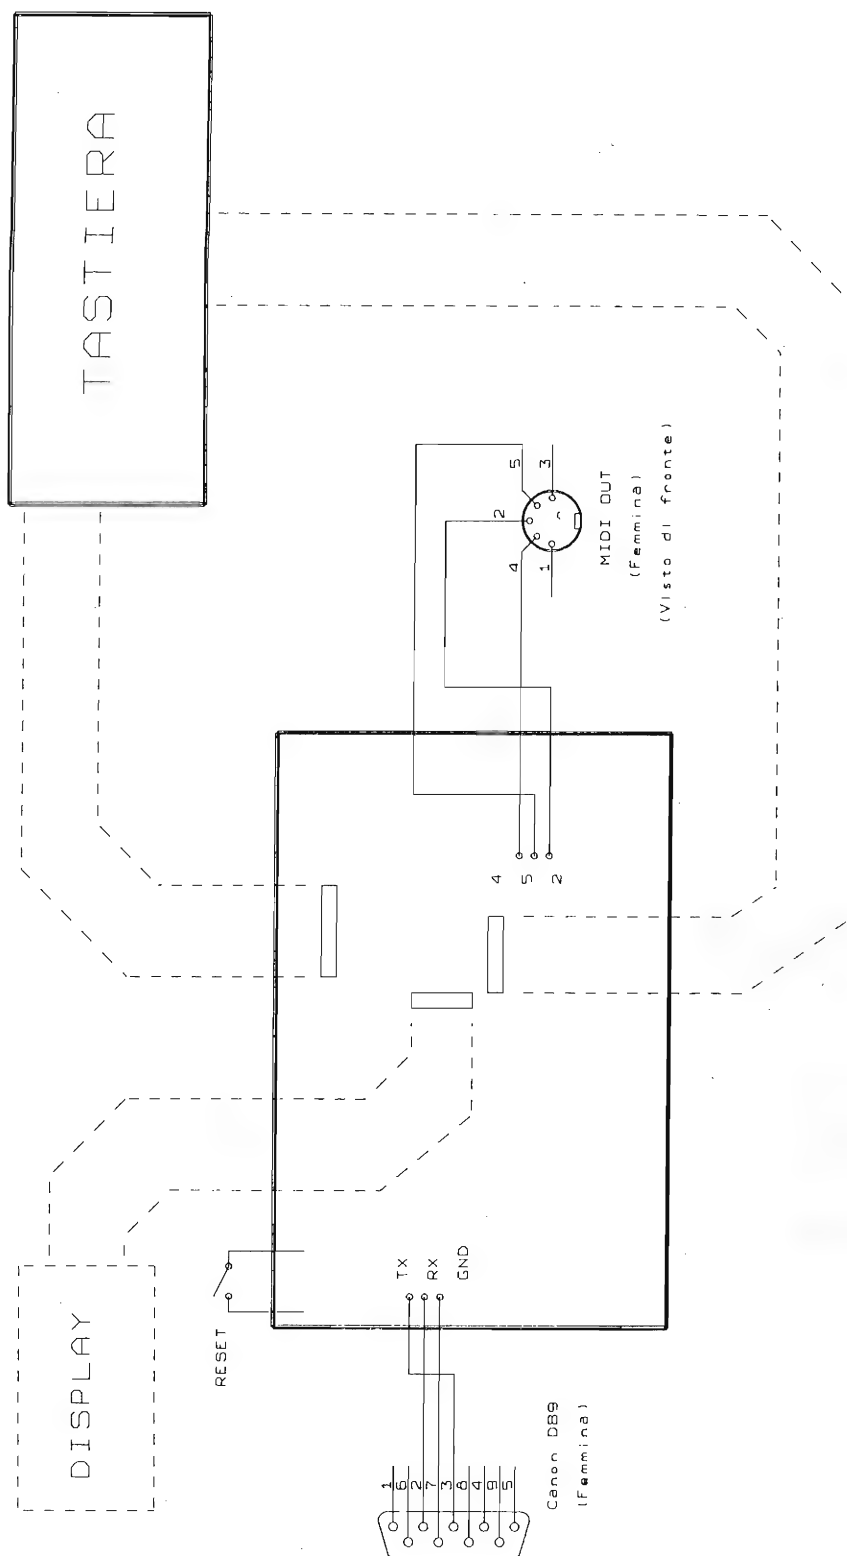 TASTIERA
5
3
2
4
1
MIDI OUT
(Femmina)
(Visto di fronte)
4
5
2
TX
RX
GND
RESET
DISPLAY
1
6
2
7
3
8
4
9
5
Canon DB9
(Femmina)